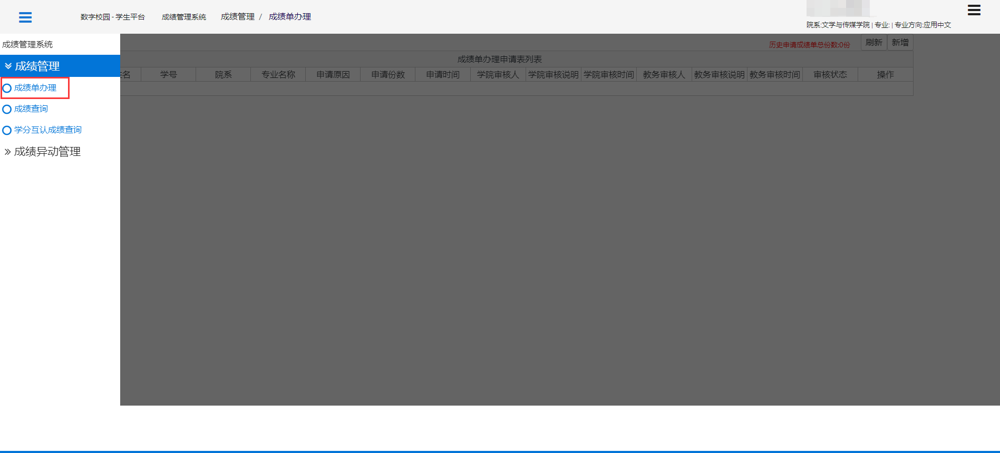 数字校园 - 学生平台 成绩管理系统 成绩管理 / 成绩单办理
院系:文学与传媒学院 | 专业: | 专业方向:应用中文
成绩管理系统
成绩管理
成绩单办理
成绩查询
学分互认成绩查询
成绩异动管理
历史申请成绩单总份数:0份 刷新 新增
成绩单办理申请表列表
名 学号 院系 专业名称 申请原因 申请份数 申请时间 学院审核人 学院审核说明 学院审核时间 教务审核人 教务审核说明 教务审核时间 审核状态 操作